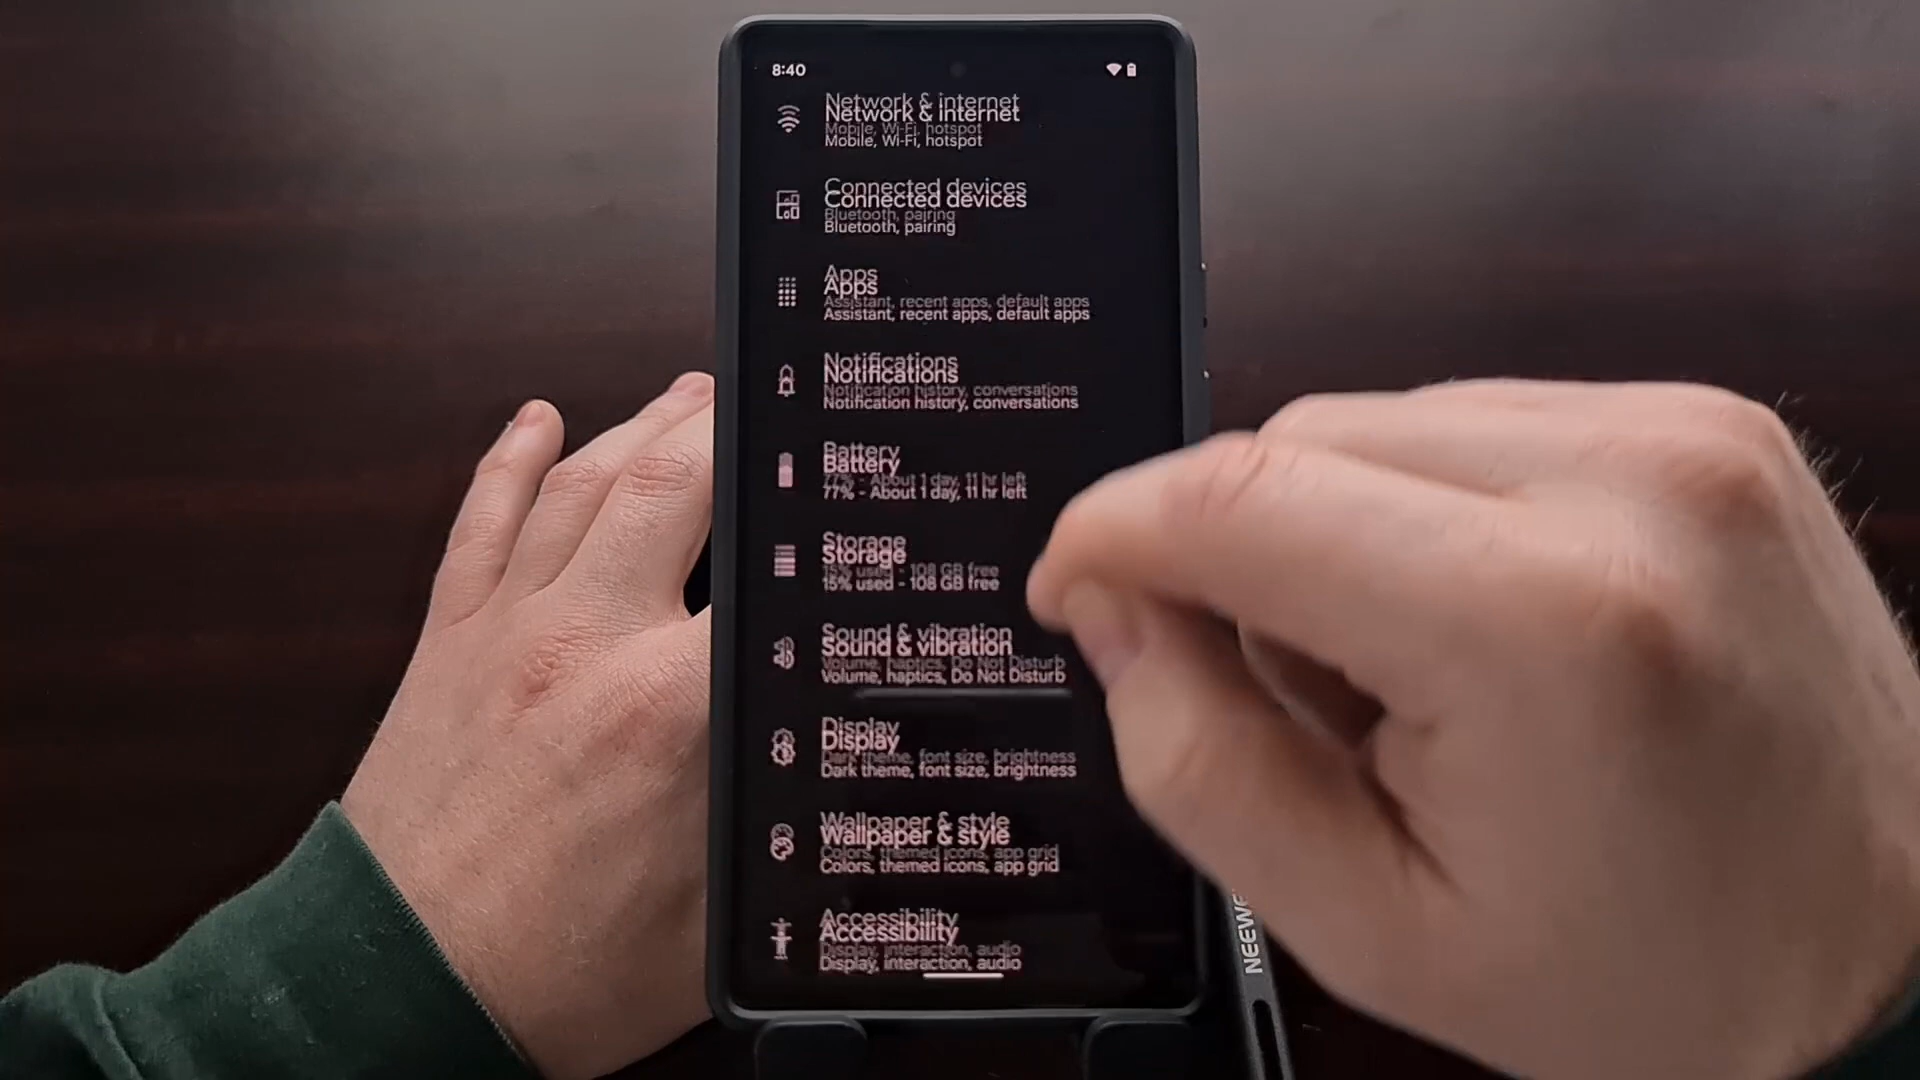 8:40
Network & internet
Mobile, Wi-Fi, hotspot
Connected devices
Bluetooth, pairing
Apps
Assistant, recent apps, default apps
Notifications
Notification history, conversations
Battery
77% - About 1 day, 11 hr left
Storage
15% used - 108 GB free
Sound & vibration
Volume, haptics, Do Not Disturb
Display
Dark theme, font size, brightness
Wallpaper & style
Colors, themed icons, app grid
Accessibility
Display, interaction, audio
NEEWE